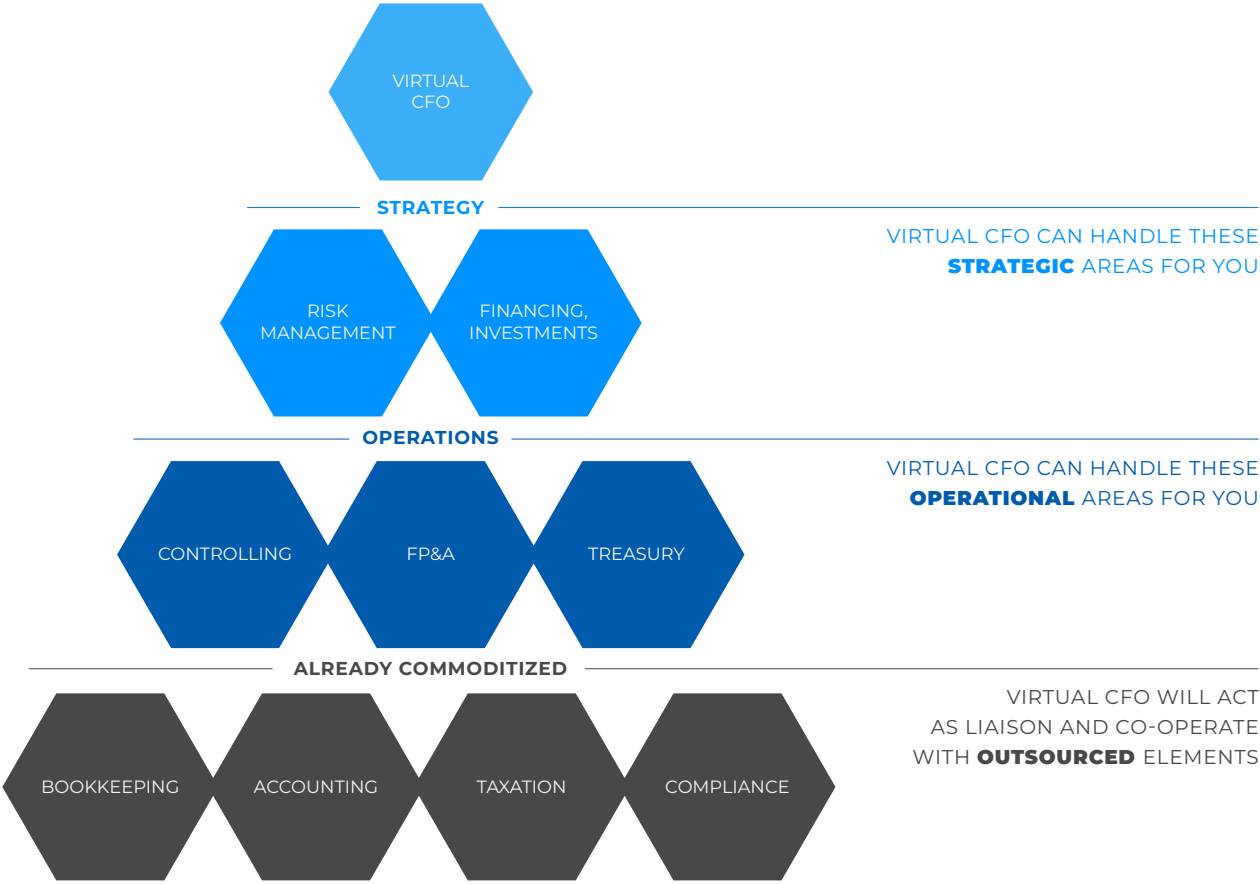 VIRTUAL
CFO
STRATEGY
VIRTUAL CFO CAN HANDLE THESE
STRATEGIC AREAS FOR YOU
RISK
MANAGEMENT
FINANCING,
INVESTMENTS
OPERATIONS
VIRTUAL CFO CAN HANDLE THESE
OPERATIONAL AREAS FOR YOU
CONTROLLING
FP&A
TREASURY
ALREADY COMMODITIZED
VIRTUAL CFO WILL ACT
AS LIAISON AND CO-OPERATE
WITH OUTSOURCED ELEMENTS
BOOKKEEPING
ACCOUNTING
TAXATION
COMPLIANCE